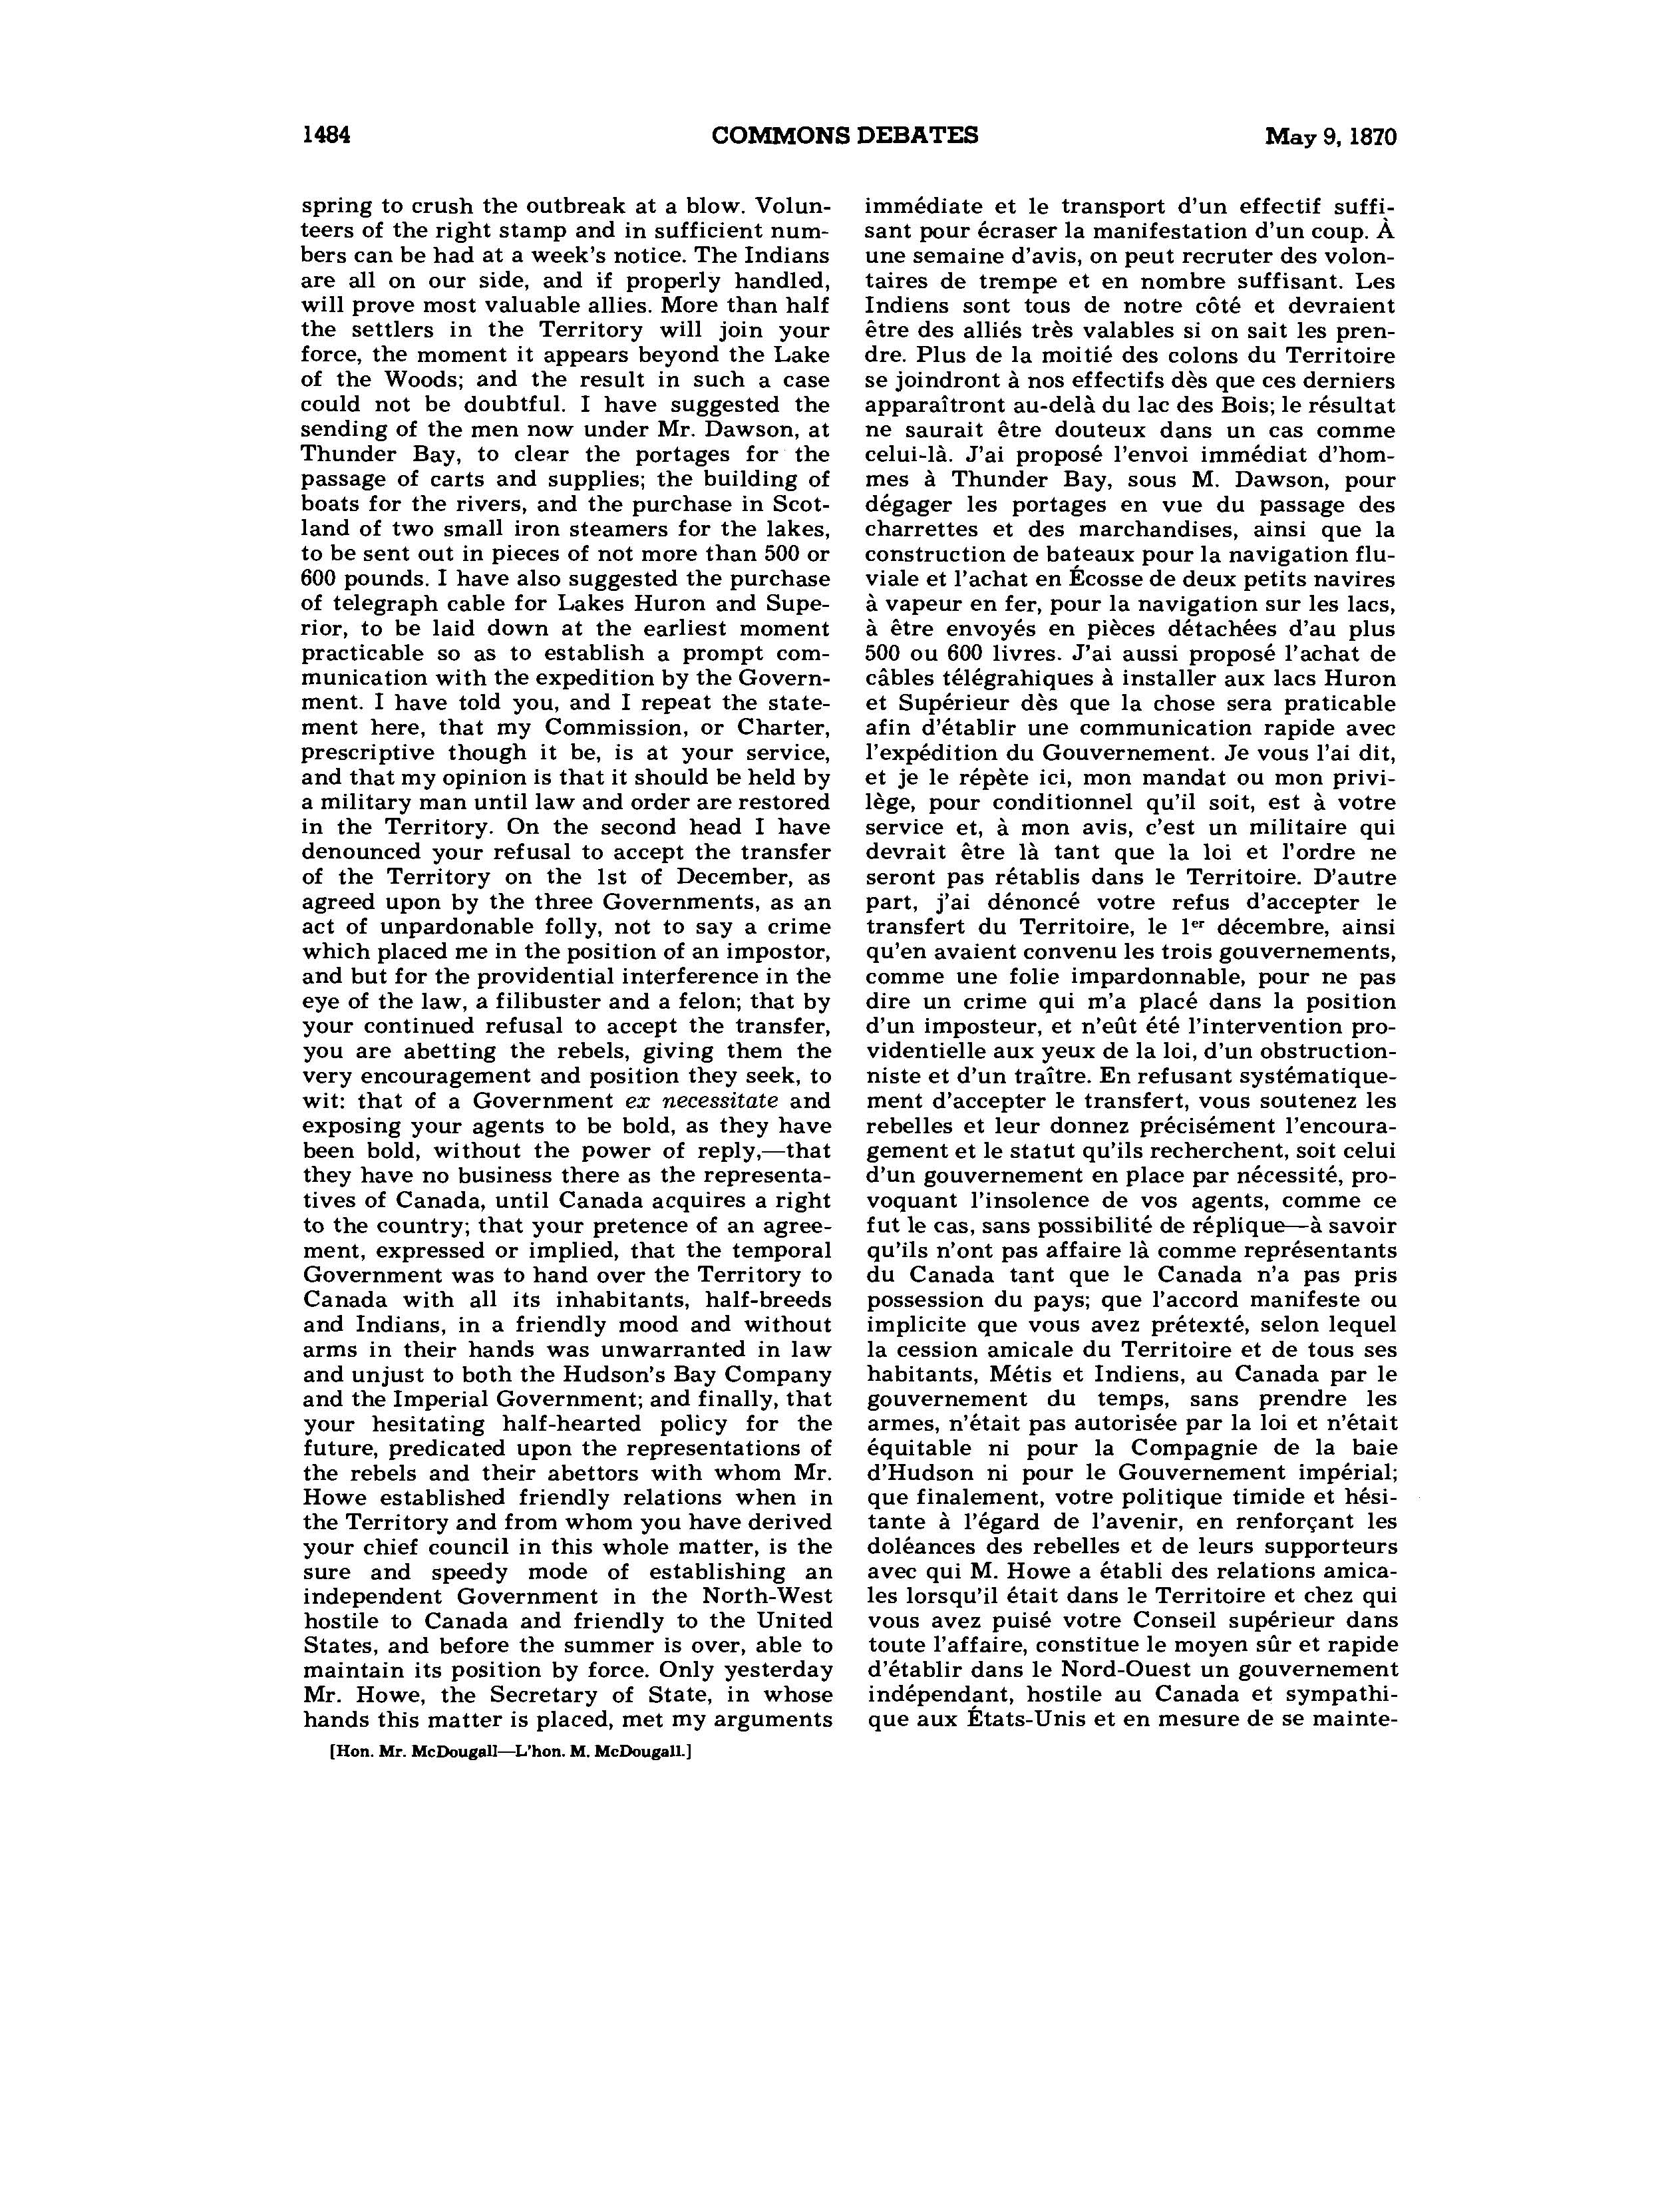 1484 COMMONS DEBATES May 9, 1870
spring to crush the outbreak at a blow. Volun-
teers of the right stamp and in sufficient num-
bers can be had at a week's notice. The Indians
are all on our side, and if properly handled,
will prove most valuable allies. More than half
the settlers in the Territory will join your
force, the moment it appears beyond the Lake
of the Woods; and the result in such a case
could not be doubtful. I have suggested the
sending of the men now under Mr. Dawson, at
Thunder Bay, to clear the portages for the
passage of carts and supplies; the building of
boats for the rivers, and the purchase in Scot-
land of two small iron steamers for the lakes,
to be sent out in pieces of not more than 500 or
600 pounds. I have also suggested the purchase
of telegraph cable for Lakes Huron and Supe-
rior, to be laid down at the earliest moment
practicable so as to establish a prompt com-
munication with the expedition by the Govern-
ment. I have told you, and I repeat the state-
ment here, that my Commission, or Charter,
prescriptive though it be, is at your service,
and that my opinion is that it should be held by
a military man until law and order are restored
in the Territory. On the second head I have
denounced your refusal to accept the transfer
of the Territory on the 1st of December, as
agreed upon by the three Governments, as an
act of unpardonable folly, not to say a crime
which placed me in the position of an impostor,
and but for the providential interference in the
eye of the law, a filibuster and a felon; that by
your continued refusal to accept the transfer,
you are abetting the rebels, giving them the
very encouragement and position they seek, to
wit: that of a Government ex necessitate and
exposing your agents to be bold, as they have
been bold, without the power of reply,—that
they have no business there as the representa-
tives of Canada, until Canada acquires a right
to the country; that your pretence of an agree-
ment, expressed or implied, that the temporal
Government was to hand over the Territory to
Canada with all its inhabitants, half-breeds
and Indians, in a friendly mood and without
arms in their hands was unwarranted in law
and unjust to both the Hudson's Bay Company
and the Imperial Government; and finally, that
your hesitating half-hearted policy for the
future, predicated upon the representations of
the rebels and their abettors with whom Mr.
Howe established friendly relations when in
the Territory and from whom you have derived
your chief council in this whole matter, is the
sure and speedy mode of establishing an
independent Government in the North-West
hostile to Canada and friendly to the United
States, and before the summer is over, able to
maintain its position by force. Only yesterday
Mr. Howe, the Secretary of State, in whose
hands this matter is placed, met my arguments
immédiate et le transport d'un effectif suffi-
sant pour écraser la manifestation d'un coup. À
une semaine d'avis, on peut recruter des volon-
taires de trempe et en nombre suffisant. Les
Indiens sont tous de notre côté et devraient
être des alliés très valables si on sait les pren-
dre. Plus de la moitié des colons du Territoire
se joindront à nos effectifs dès que ces derniers
apparaîtront au-delà du lac des Bois; le résultat
ne saurait être douteux dans un cas comme
celui-là. J'ai proposé l'envoi immédiat d'hom-
mes à Thunder Bay, sous M. Dawson, pour
dégager les portages en vue du passage des
charrettes et des marchandises, ainsi que la
construction de bateaux pour la navigation flu-
viale et l'achat en Écosse de deux petits navires
à vapeur en fer, pour la navigation sur les lacs,
à être envoyés en pièces détachées d'au plus
500 ou 600 livres. J'ai aussi proposé l'achat de
câbles télégrahiques à installer aux lacs Huron
et Supérieur dès que la chose sera praticable
afin d'établir une communication rapide avec
l'expédition du Gouvernement. Je vous l'ai dit,
et je le répète ici, mon mandat ou mon privi-
lège, pour conditionnel qu'il soit, est à votre
service et, à mon avis, c'est un militaire qui
devrait être là tant que la loi et l'ordre ne
seront pas rétablis dans le Territoire. D'autre
part, j'ai dénoncé votre refus d'accepter le
transfert du Territoire, le 1er décembre, ainsi
qu'en avaient convenu les trois gouvernements,
comme une folie impardonnable, pour ne pas
dire un crime qui m'a placé dans la position
d'un imposteur, et n'eût été l'intervention pro-
videntielle aux yeux de la loi, d'un obstruction-
niste et d'un traître. En refusant systématique-
ment d'accepter le transfert, vous soutenez les
rebelles et leur donnez précisément l'encoura-
gement et le statut qu'ils recherchent, soit celui
d'un gouvernement en place par nécessité, pro-
voquant l'insolence de vos agents, comme ce
fut le cas, sans possibilité de réplique—à savoir
qu'ils n'ont pas affaire là comme représentants
du Canada tant que le Canada n'a pas pris
possession du pays; que l'accord manifeste ou
implicite que vous avez prétexté, selon lequel
la cession amicale du Territoire et de tous ses
habitants, Métis et Indiens, au Canada par le
gouvernement du temps, sans prendre les
armes, n'était pas autorisée par la loi et n'était
équitable ni pour la Compagnie de la baie
d'Hudson ni pour le Gouvernement impérial;
que finalement, votre politique timide et hési-
tante à l'égard de l'avenir, en renforçant les
doléances des rebelles et de leurs supporteurs
avec qui M. Howe a établi des relations amica-
les lorsqu'il était dans le Territoire et chez qui
vous avez puisé votre Conseil supérieur dans
toute l'affaire, constitue le moyen sûr et rapide
d'établir dans le Nord-Ouest un gouvernement
indépendant, hostile au Canada et sympathi-
que aux États-Unis et en mesure de se mainte-
[Hon. Mr. McDougall—L'hon. M. McDougall.]